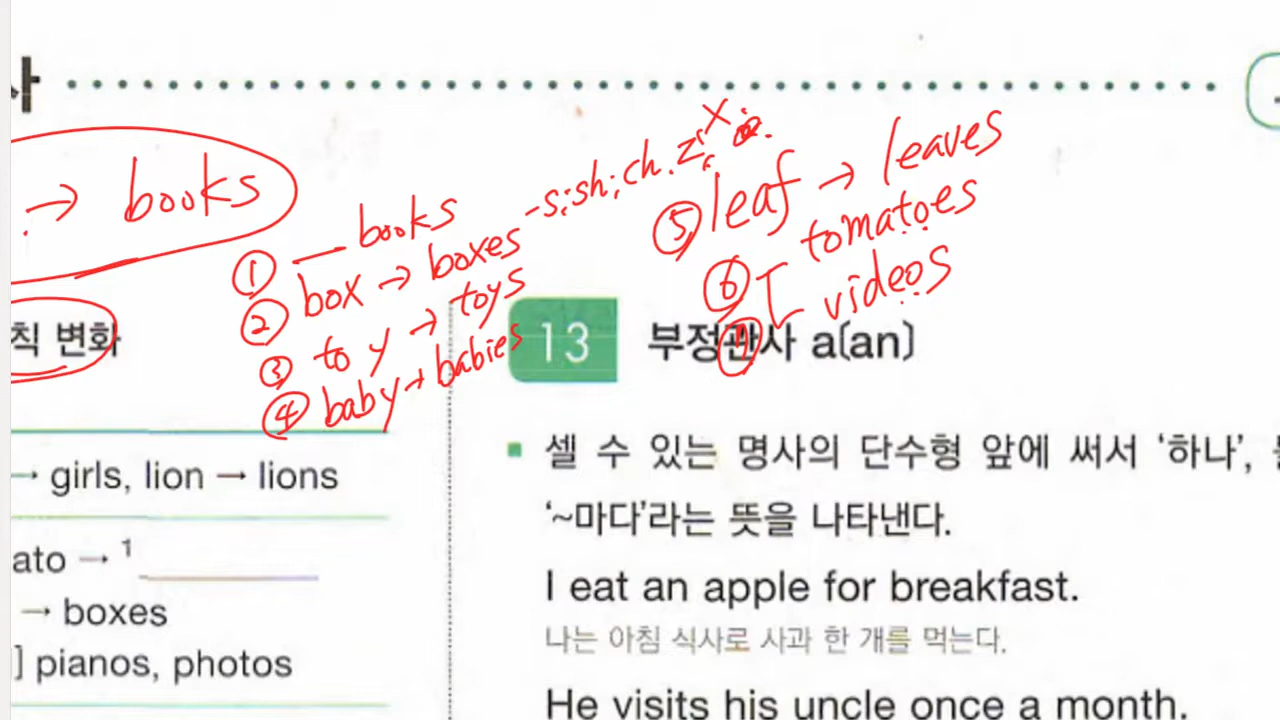 사
→ books
① __ books
② box → boxes -s; sh; ch. z; x
③ toy → toys
④ baby → babies
⑤ leaf → leaves
⑥ [ tomatoes
⑦ videos
칙 변화
→ girls, lion → lions
ato → 1
→ boxes
] pianos, photos
13 부정관사 a(an)
셀 수 있는 명사의 단수형 앞에 써서 ‘하나’,
‘~마다’라는 뜻을 나타낸다.
I eat an apple for breakfast.
나는 아침 식사로 사과 한 개를 먹는다.
He visits his uncle once a month.